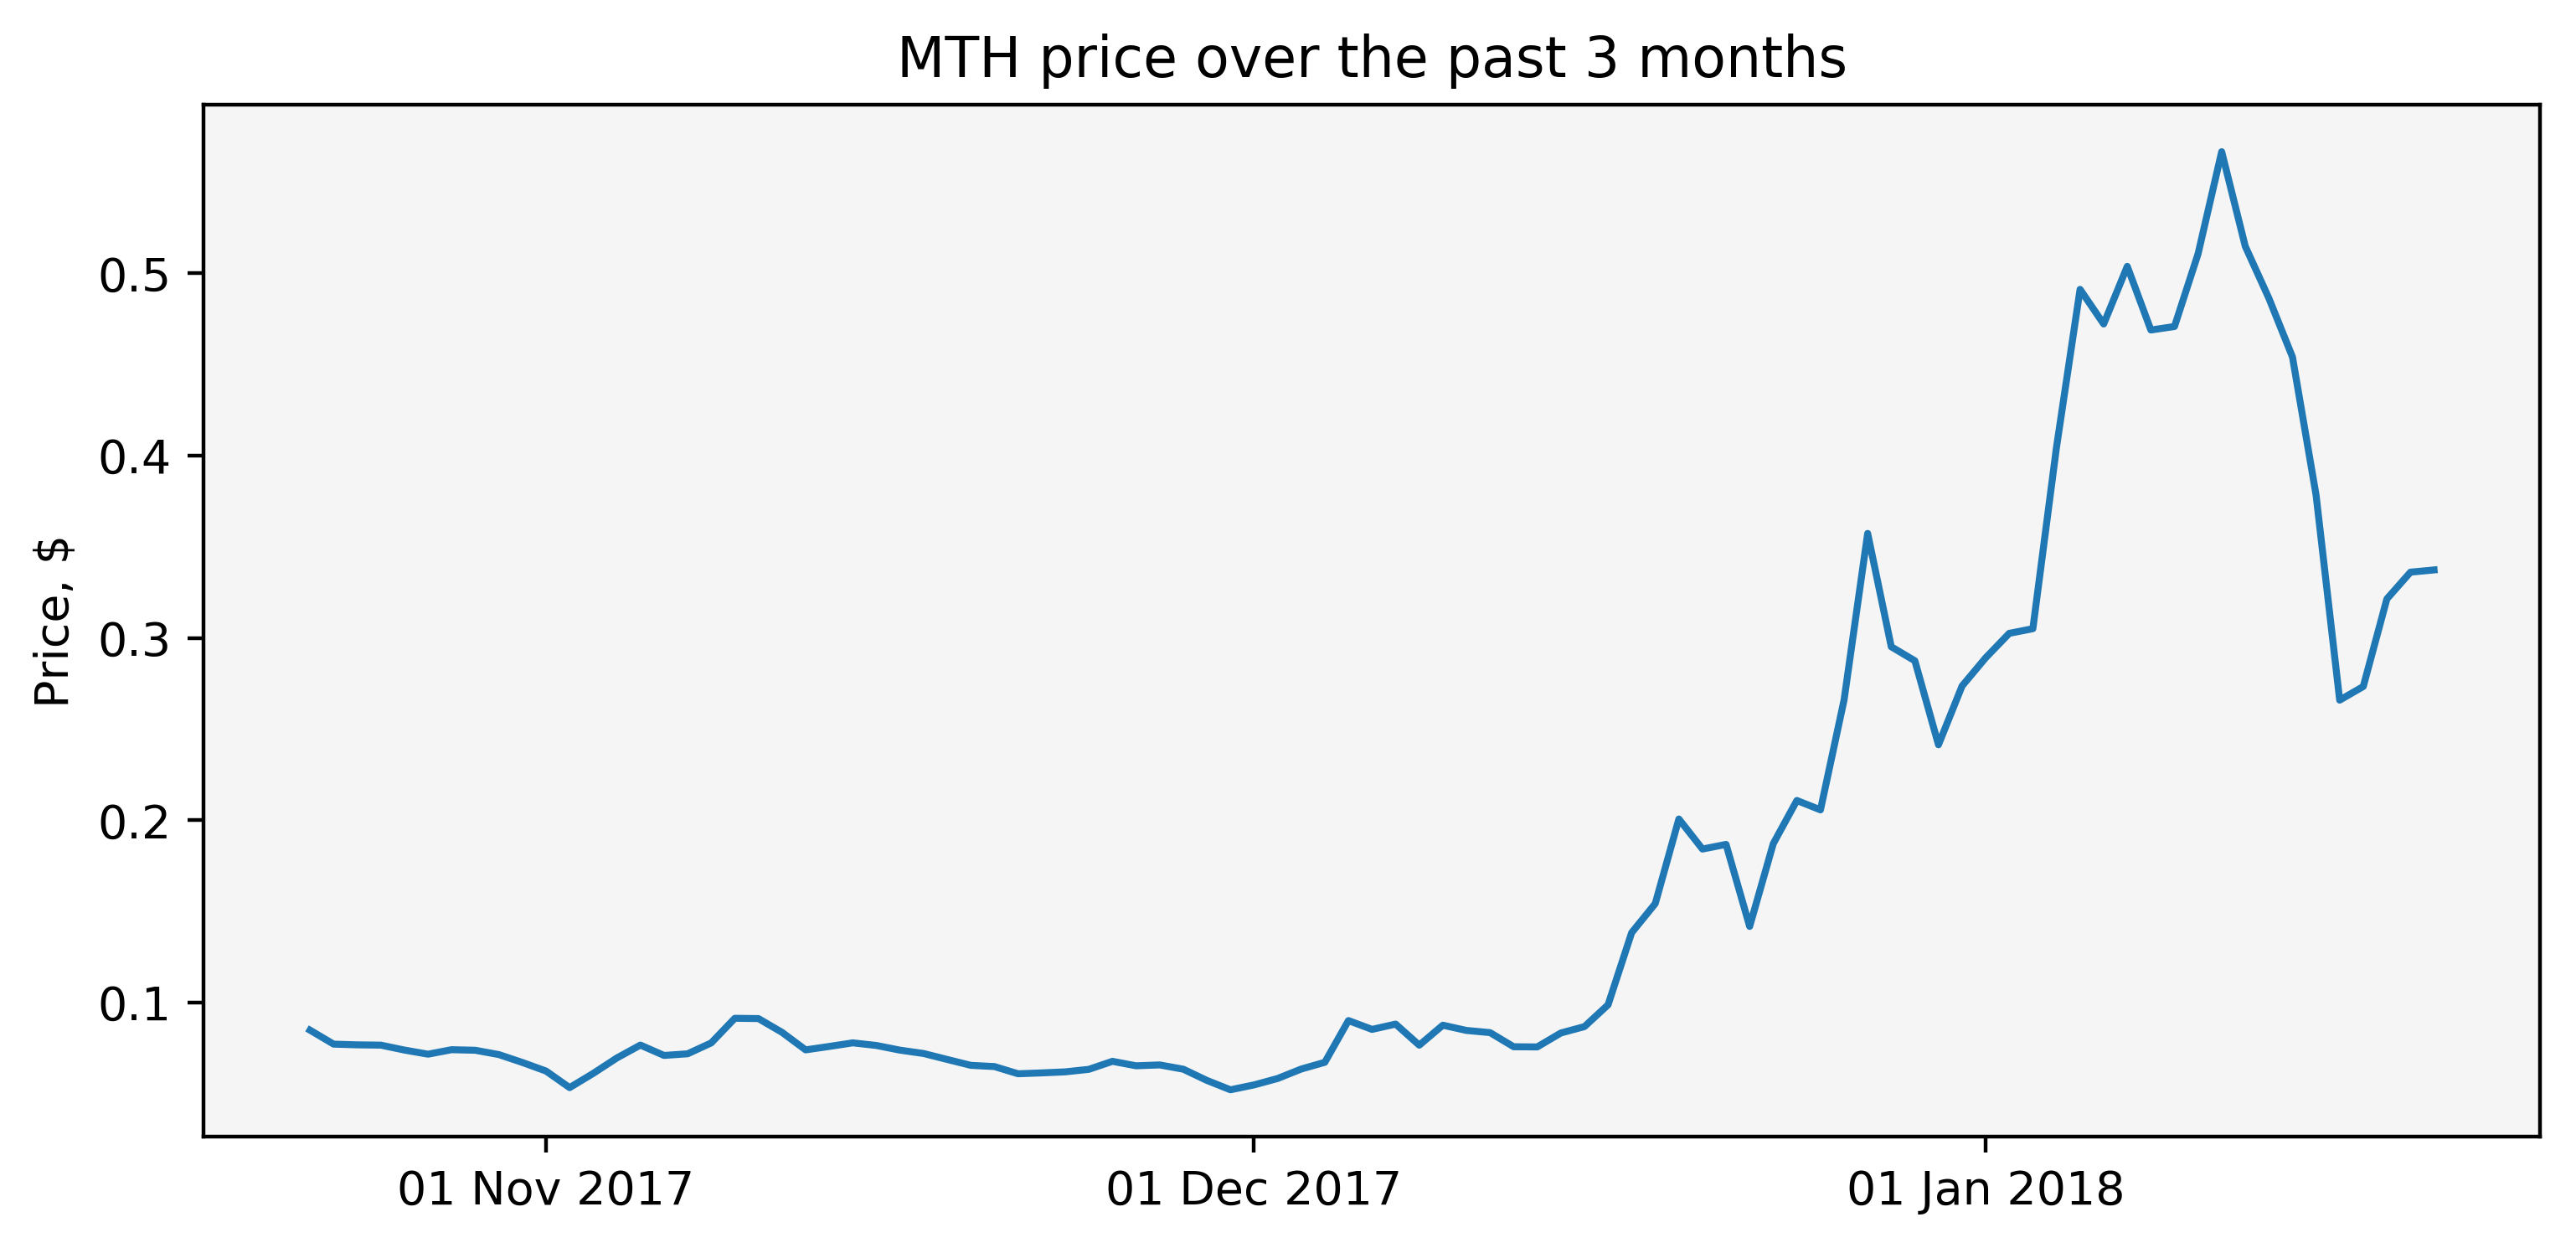 MTH price over the past 3 months
Price, $
0.5
0.4
0.3
0.2
0.1
01 Nov 2017
01 Dec 2017
01 Jan 2018